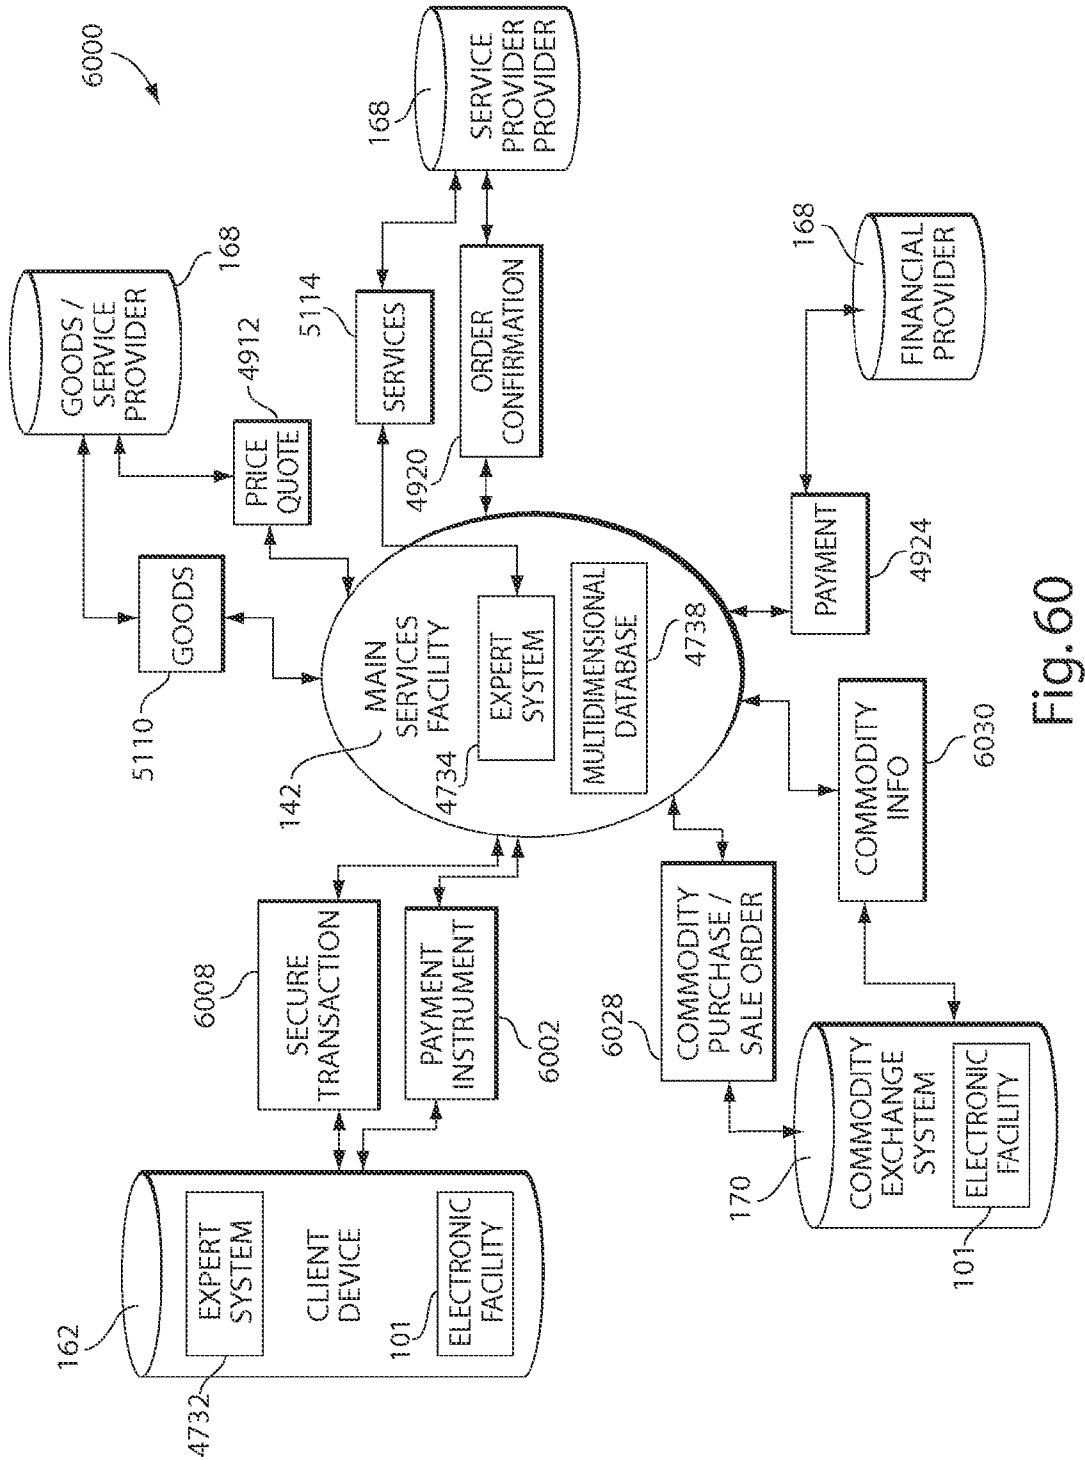 6000
162
EXPERT
SYSTEM
4732
CLIENT
DEVICE
101
ELECTRONIC
FACILITY
6008
SECURE
TRANSACTION
PAYMENT
INSTRUMENT
6002
5110
GOODS
GOODS /
SERVICE
PROVIDER
168
PRICE
QUOTE
4912
142
MAIN
SERVICES
FACILITY
4734
EXPERT
SYSTEM
MULTIDIMENSIONAL
DATABASE
4738
5114
SERVICES
4920
ORDER
CONFIRMATION
168
SERVICE
PROVIDER
PROVIDER
6028
COMMODITY
PURCHASE /
SALE ORDER
170
COMMODITY
EXCHANGE
SYSTEM
101
ELECTRONIC
FACILITY
COMMODITY
INFO
6030
PAYMENT
4924
168
FINANCIAL
PROVIDER
Fig. 60